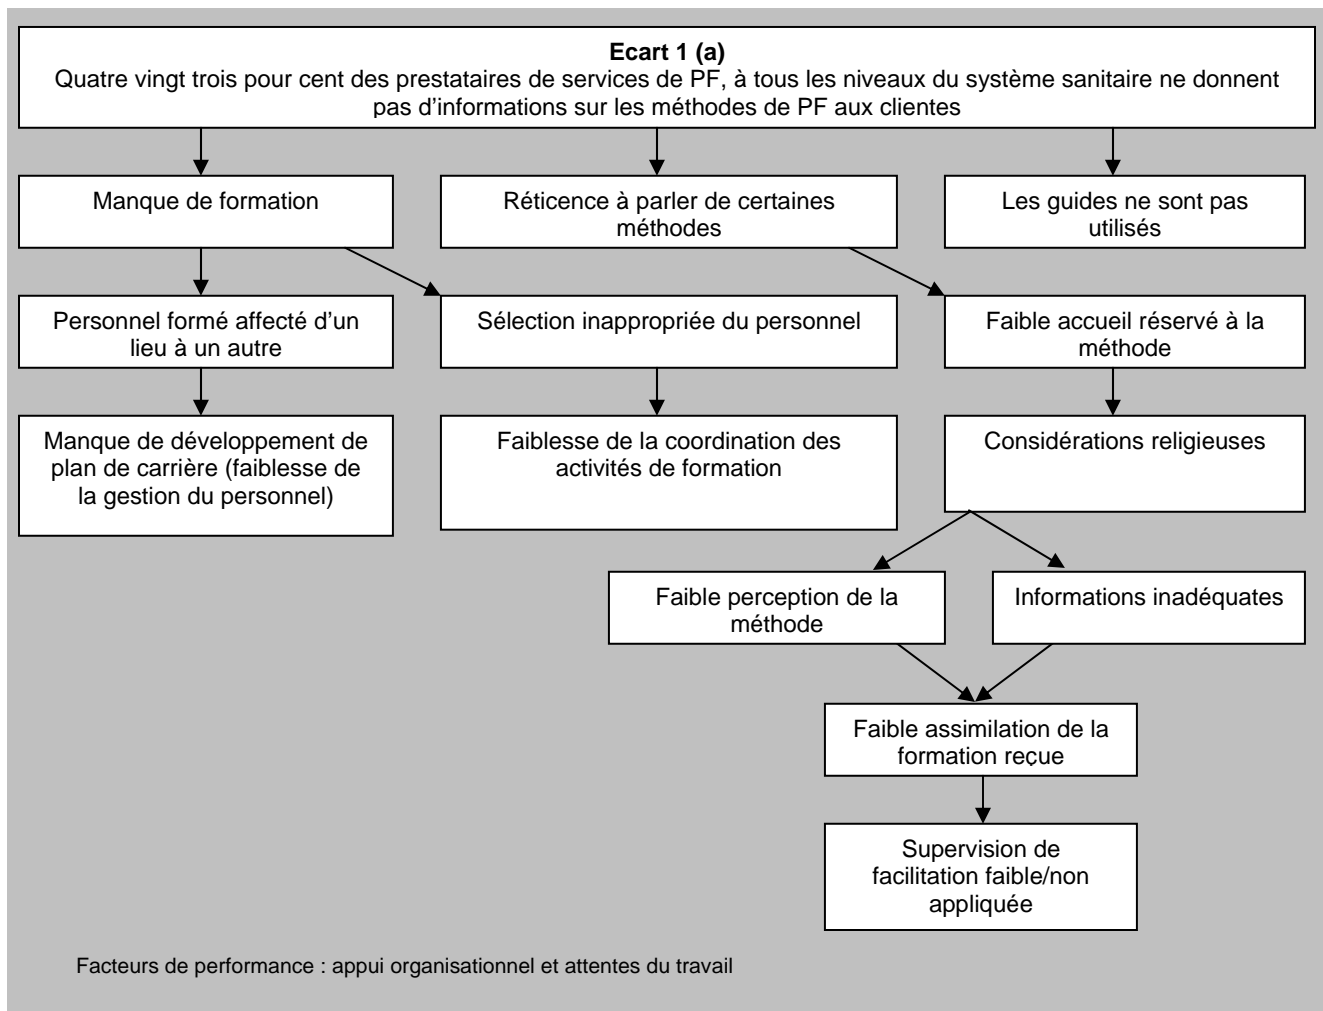 Ecart 1 (a)
Quatre vingt trois pour cent des prestataires de services de PF, à tous les niveaux du système sanitaire ne donnent
pas d'informations sur les méthodes de PF aux clientes
Manque de formation
Réticence à parler de certaines
méthodes
Les guides ne sont pas
utilisés
Personnel formé affecté d'un
lieu à un autre
Sélection inappropriée du personnel
Faible accueil réservé à la
méthode
Manque de développement de
plan de carrière (faiblesse de
la gestion du personnel)
Faiblesse de la coordination des
activités de formation
Considérations religieuses
Faible perception de la
méthode
Informations inadéquates
Faible assimilation de la
formation reçue
Supervision de
facilitation faible/non
appliquée
Facteurs de performance : appui organisationnel et attentes du travail